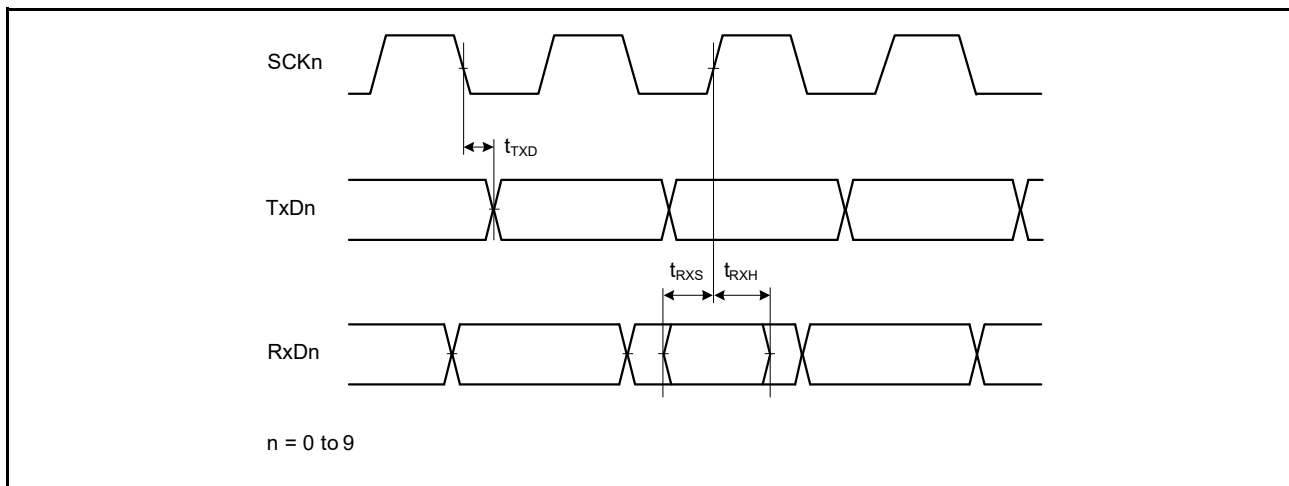 SCKn
tTXD
TxDn
tRXS tRXH
RxDn
n = 0 to 9